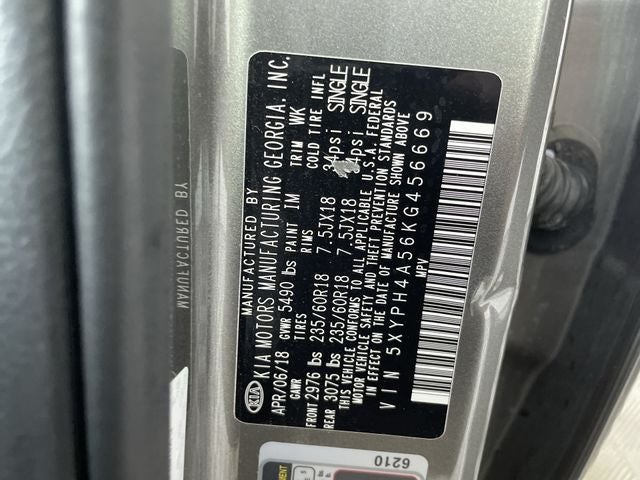 MANUFACTURED BY
MANUFACTURED BY
KIA KIA MOTORS MANUFACTURING GEORGIA, INC.
APR/06/18 GVWR 5490 lbs PAINT IM TRIM WK
GAWR TIRES RIMS COLD TIRE INFL
FRONT 2976 lbs 235/60R18 7.5JX18 34psi SINGLE
REAR 3075 lbs 235/60R18 7.5JX18 34psi SINGLE
THIS VEHICLE CONFORMS TO ALL APPLICABLE U.S.A. FEDERAL
MOTOR VEHICLE SAFETY AND THEFT PREVENTION STANDARDS
IN EFFECT ON THE DATE OF MANUFACTURE SHOWN ABOVE
VIN 5XYPH4A56KG456669
MPV
6210